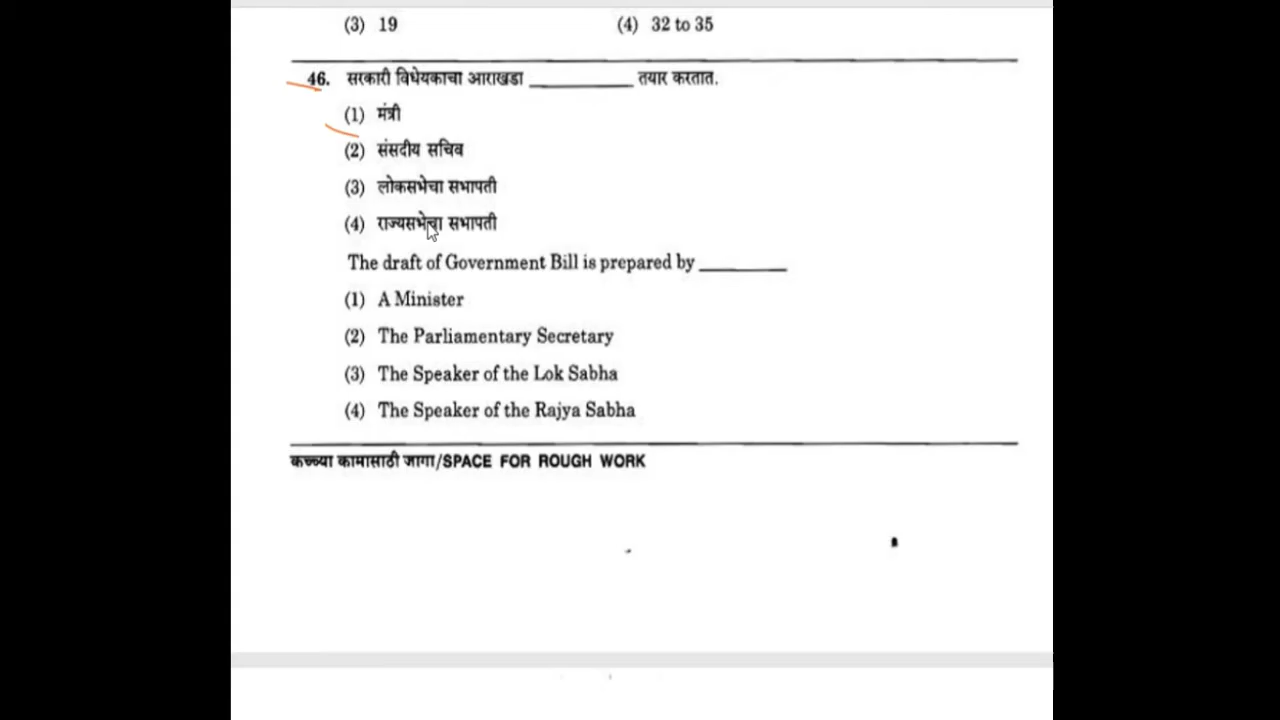 (3) 19 (4) 32 to 35
46. सरकारी विधेयकाचा आराखडा __________ तयार करतात.
(1) मंत्री
(2) संसदीय सचिव
(3) लोकसभेचा सभापती
(4) राज्यसभेचा सभापती
The draft of Government Bill is prepared by ________
(1) A Minister
(2) The Parliamentary Secretary
(3) The Speaker of the Lok Sabha
(4) The Speaker of the Rajya Sabha
कच्च्या कामासाठी जागा/SPACE FOR ROUGH WORK